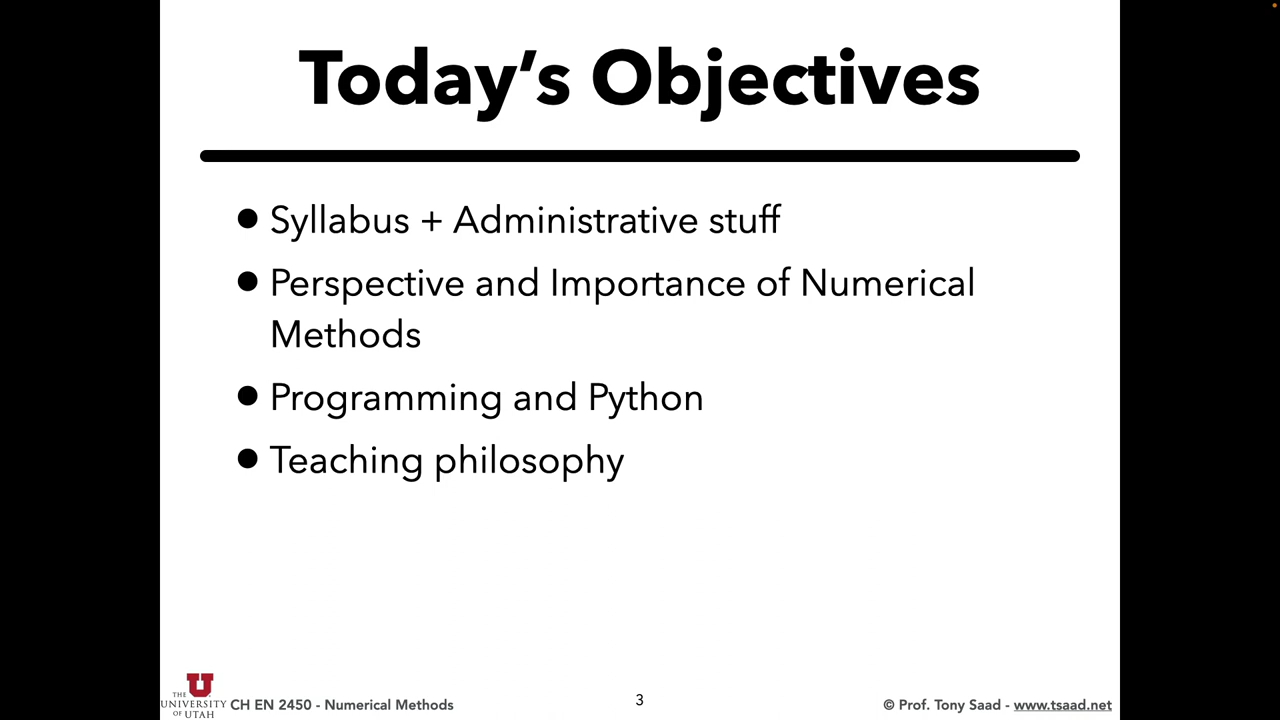 Today’s Objectives
● Syllabus + Administrative stuff
● Perspective and Importance of Numerical
Methods
● Programming and Python
● Teaching philosophy
U
THE
UNIVERSITY
OF UTAH
CH EN 2450 - Numerical Methods
3
© Prof. Tony Saad - www.tsaad.net